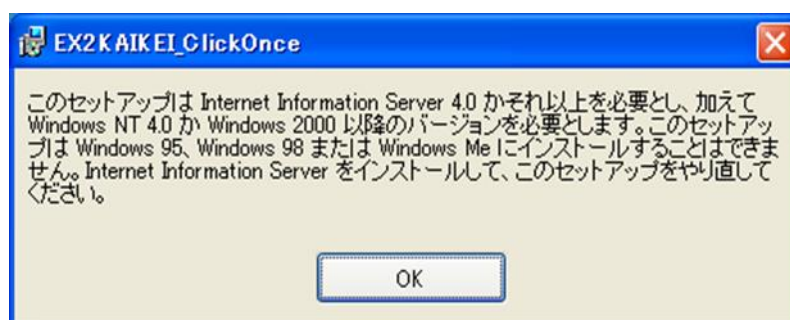 EX2KAIKEI_ClickOnce
このセットアップは Internet Information Server 4.0 かそれ以上を必要とし、加えて
Windows NT 4.0 か Windows 2000 以降のバージョンを必要とします。このセットアッ
プは Windows 95、Windows 98 または Windows Me にインストールすることはできま
せん。Internet Information Server をインストールして、このセットアップをやり直して
ください。
OK